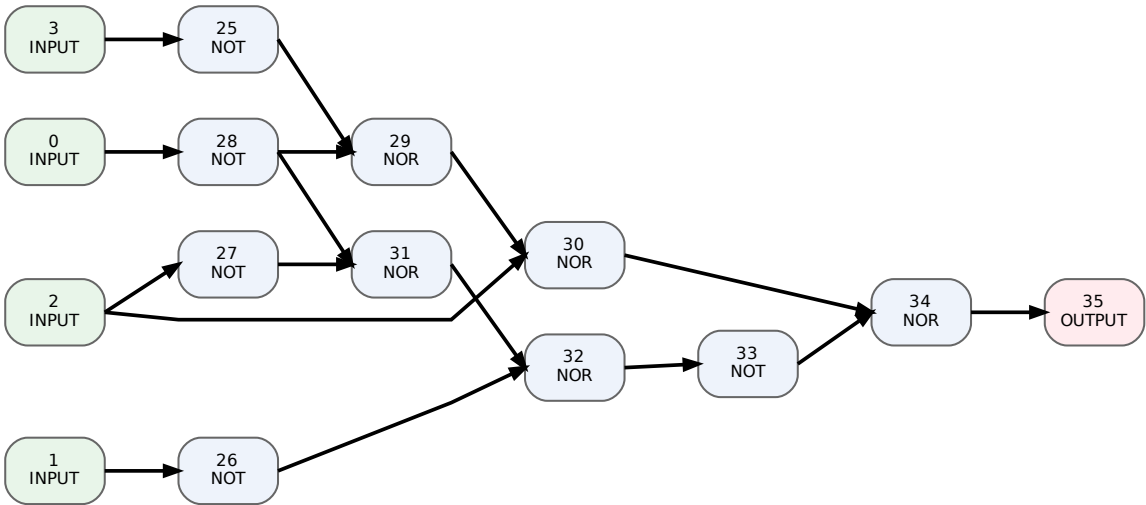 3
INPUT
25
NOT
0
INPUT
28
NOT
29
NOR
27
NOT
31
NOR
30
NOR
2
INPUT
34
NOR
35
OUTPUT
32
NOR
33
NOT
1
INPUT
26
NOT